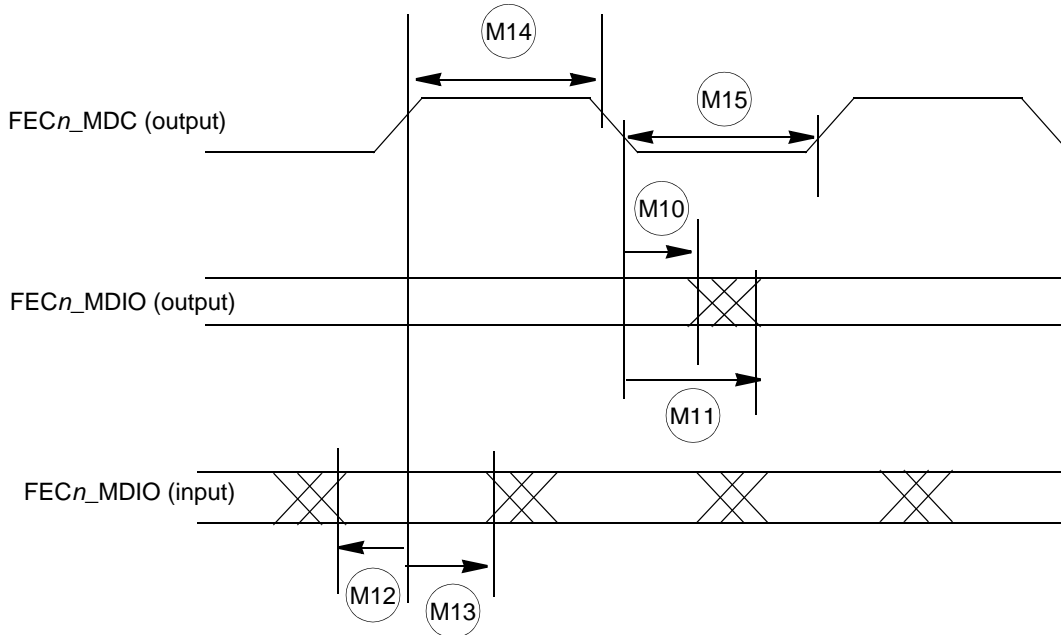 M14
FECn_MDC (output)
M15
M10
FECn_MDIO (output)
M11
FECn_MDIO (input)
M12
M13